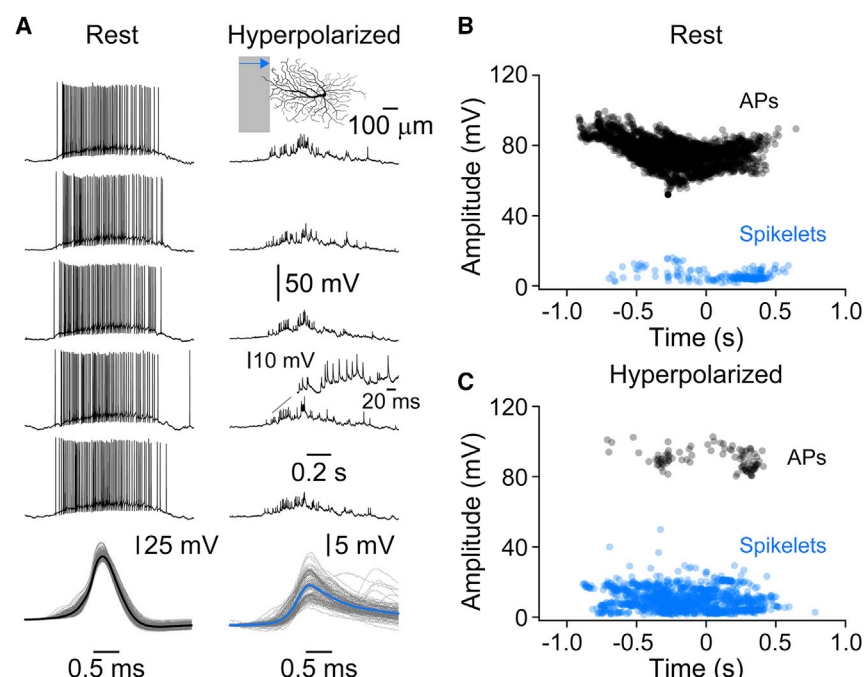 A
Rest
Hyperpolarized
100 μm
50 mV
10 mV
20 ms
0.2 s
25 mV
5 mV
0.5 ms
0.5 ms
B
Rest
Amplitude (mV)
120
80
40
0
APs
Spikelets
-1.0 -0.5 0 0.5 1.0
Time (s)
C
Hyperpolarized
Amplitude (mV)
120
80
40
0
APs
Spikelets
-1.0 -0.5 0 0.5 1.0
Time (s)